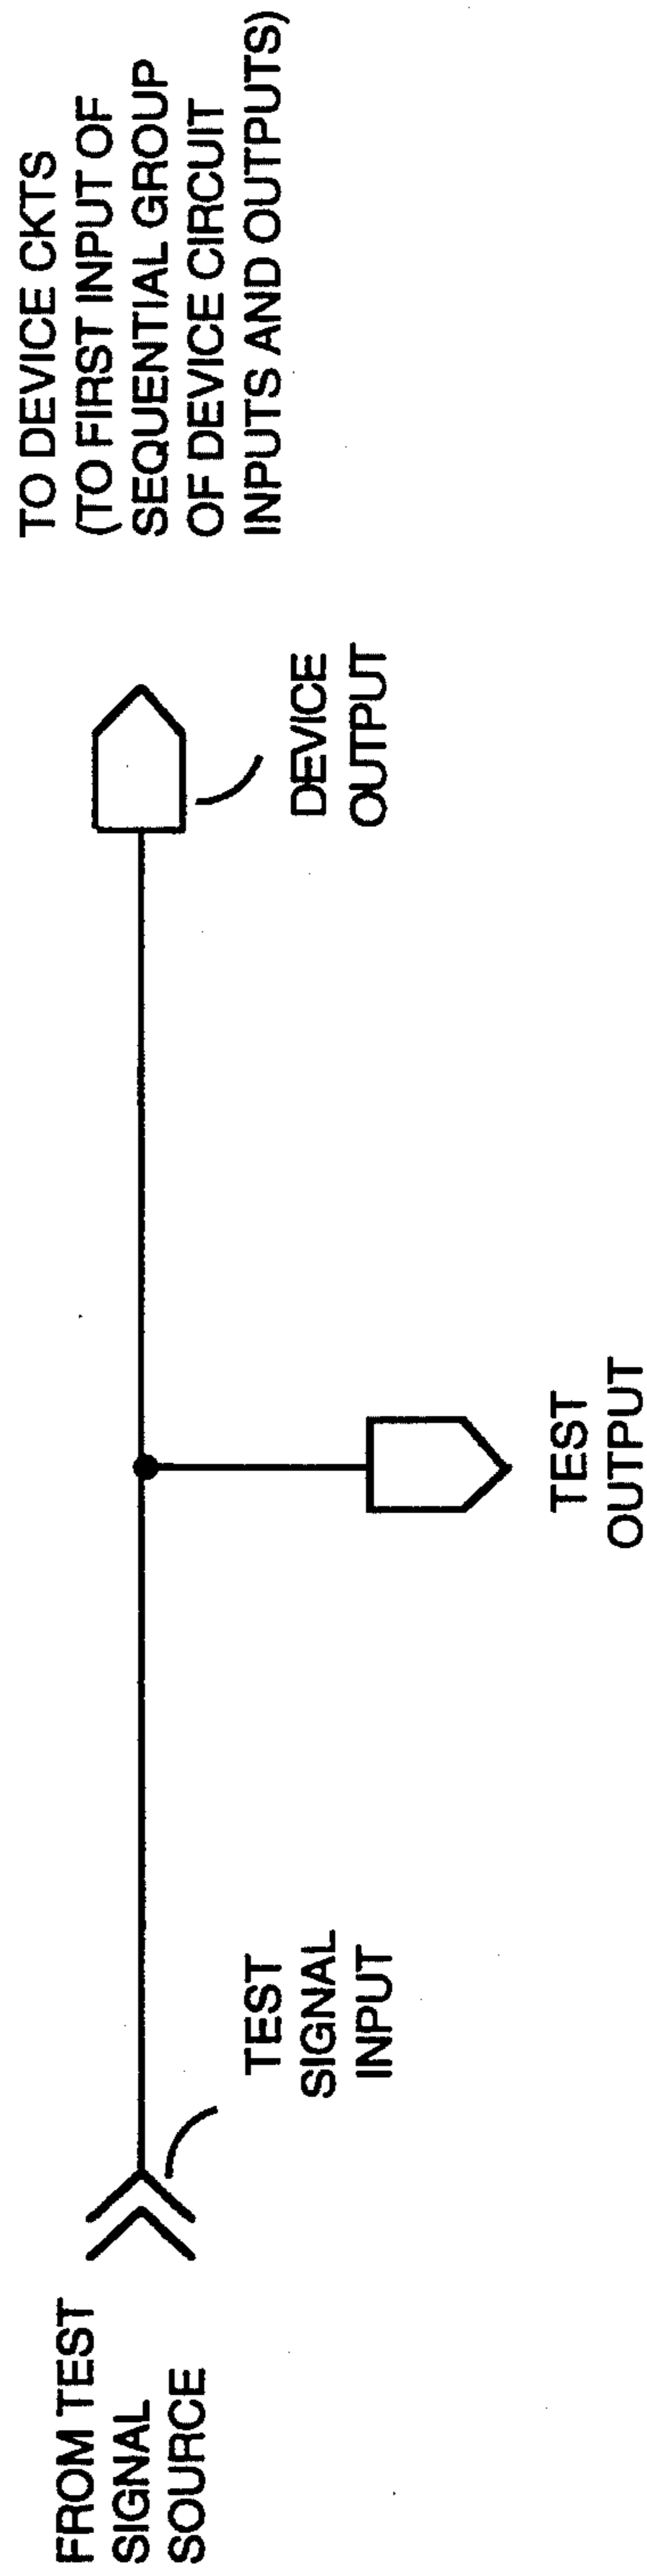 FROM TEST
SIGNAL
SOURCE
TEST
SIGNAL
INPUT
TEST
OUTPUT
DEVICE
OUTPUT
TO DEVICE CKTS
(TO FIRST INPUT OF
SEQUENTIAL GROUP
OF DEVICE CIRCUIT
INPUTS AND OUTPUTS)